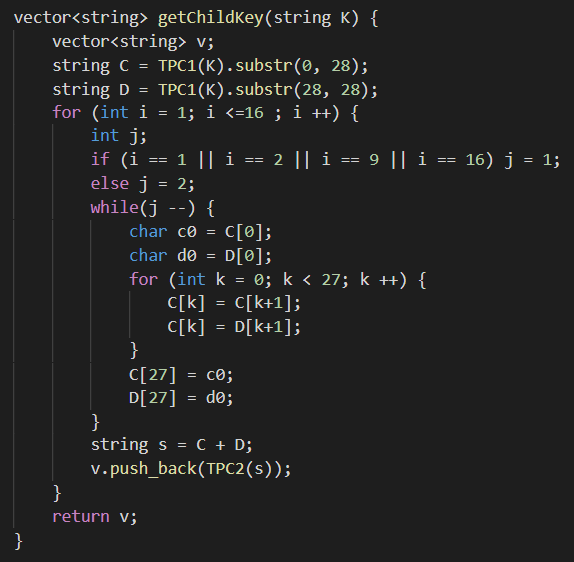 vector<string> getChildKey(string K) {
    vector<string> v;
    string C = TPC1(K).substr(0, 28);
    string D = TPC1(K).substr(28, 28);
    for (int i = 1; i <=16 ; i ++) {
        int j;
        if (i == 1 || i == 2 || i == 9 || i == 16) j = 1;
        else j = 2;
        while(j --) {
            char c0 = C[0];
            char d0 = D[0];
            for (int k = 0; k < 27; k ++) {
                C[k] = C[k+1];
                C[k] = D[k+1];
            }
            C[27] = c0;
            D[27] = d0;
        }
        string s = C + D;
        v.push_back(TPC2(s));
    }
    return v;
}